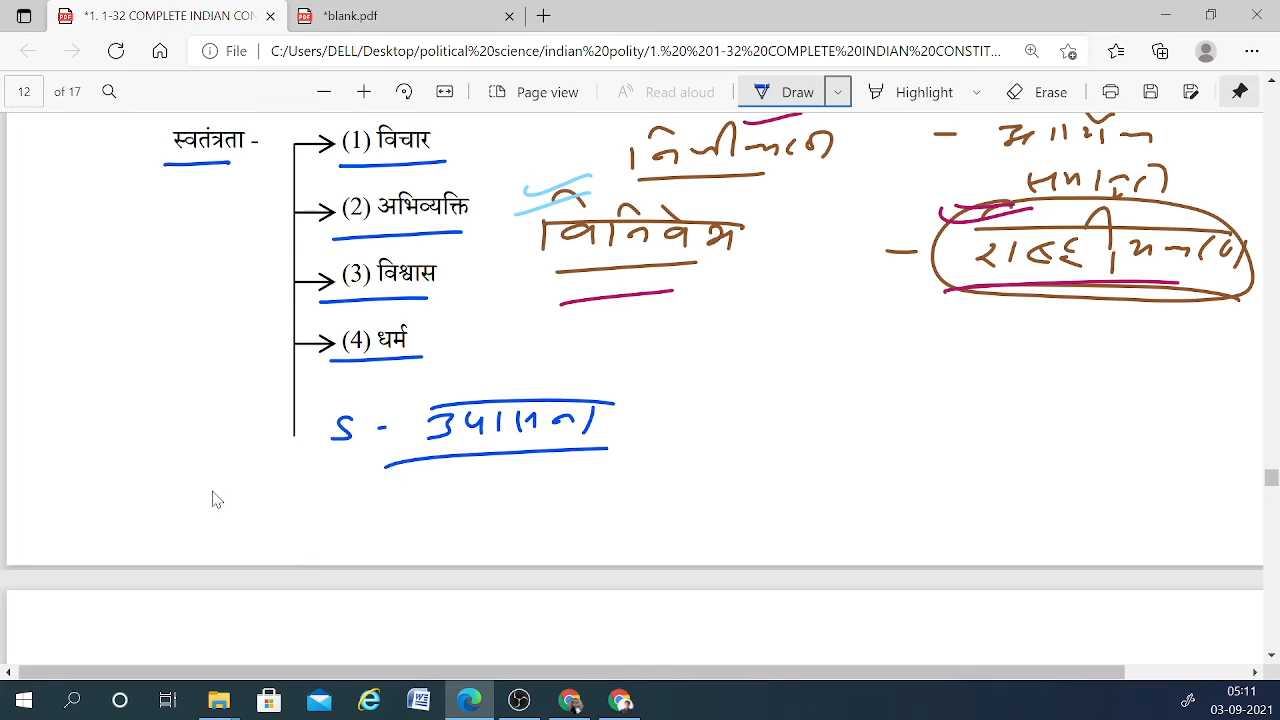 *1. 1-32 COMPLETE INDIAN CON
*blank.pdf
File
C:/Users/DELL/Desktop/political%20science/indian%20polity/1.%20%201-32%20COMPLETE%20INDIAN%20CONSTIT...
12 of 17
Page view
Read aloud
Draw
Highlight
Erase
स्वतंत्रता -
(1) विचार
(2) अभिव्यक्ति
(3) विश्वास
(4) धर्म
5 - उपासना
निजीकरण
विनिवेश
05:11
03-09-2021